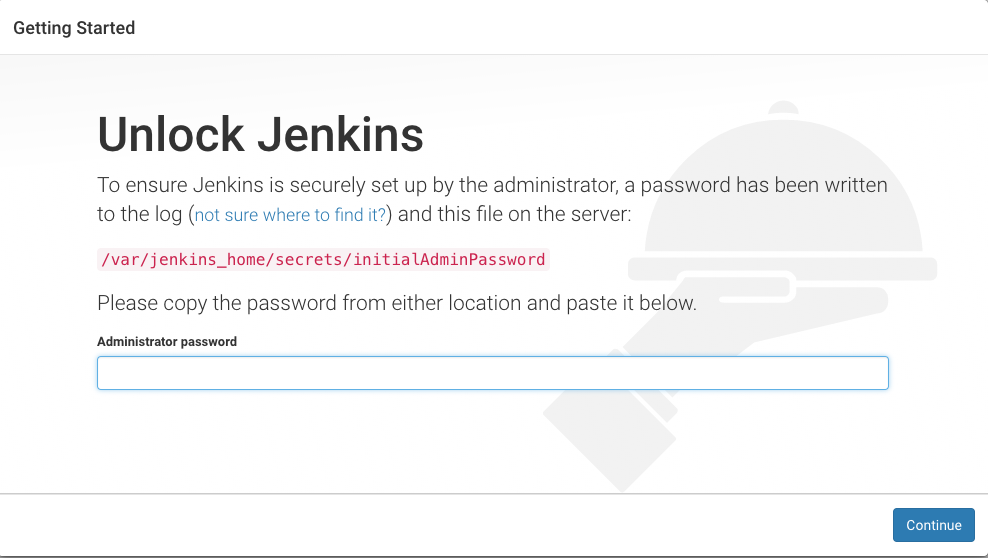 Getting Started
Unlock Jenkins
To ensure Jenkins is securely set up by the administrator, a password has been written
to the log (not sure where to find it?) and this file on the server:
/var/jenkins_home/secrets/initialAdminPassword
Please copy the password from either location and paste it below.
Administrator password
Continue